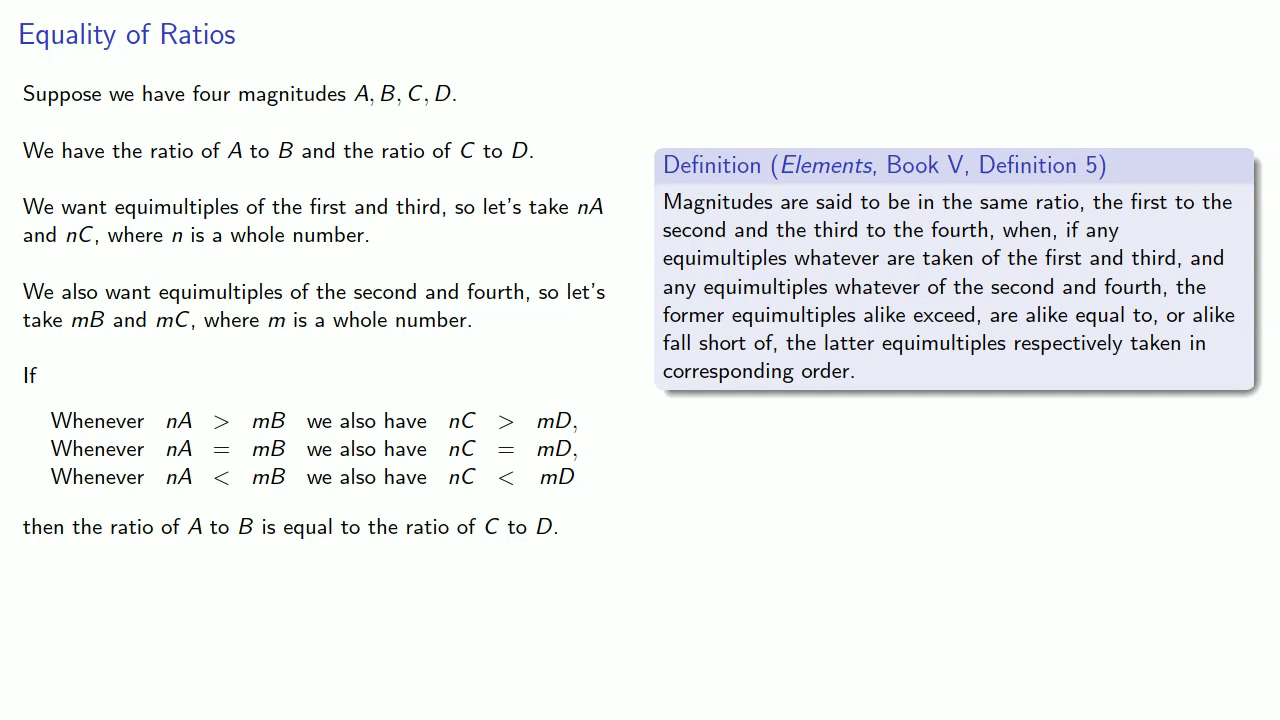 Equality of Ratios
Suppose we have four magnitudes A, B, C, D.
We have the ratio of A to B and the ratio of C to D.
We want equimultiples of the first and third, so let's take nA
and nC, where n is a whole number.
We also want equimultiples of the second and fourth, so let's
take mB and mC, where m is a whole number.
If
Whenever nA > mB we also have nC > mD,
Whenever nA = mB we also have nC = mD,
Whenever nA < mB we also have nC < mD
then the ratio of A to B is equal to the ratio of C to D.
Definition (Elements, Book V, Definition 5)
Magnitudes are said to be in the same ratio, the first to the
second and the third to the fourth, when, if any
equimultiples whatever are taken of the first and third, and
any equimultiples whatever of the second and fourth, the
former equimultiples alike exceed, are alike equal to, or alike
fall short of, the latter equimultiples respectively taken in
corresponding order.